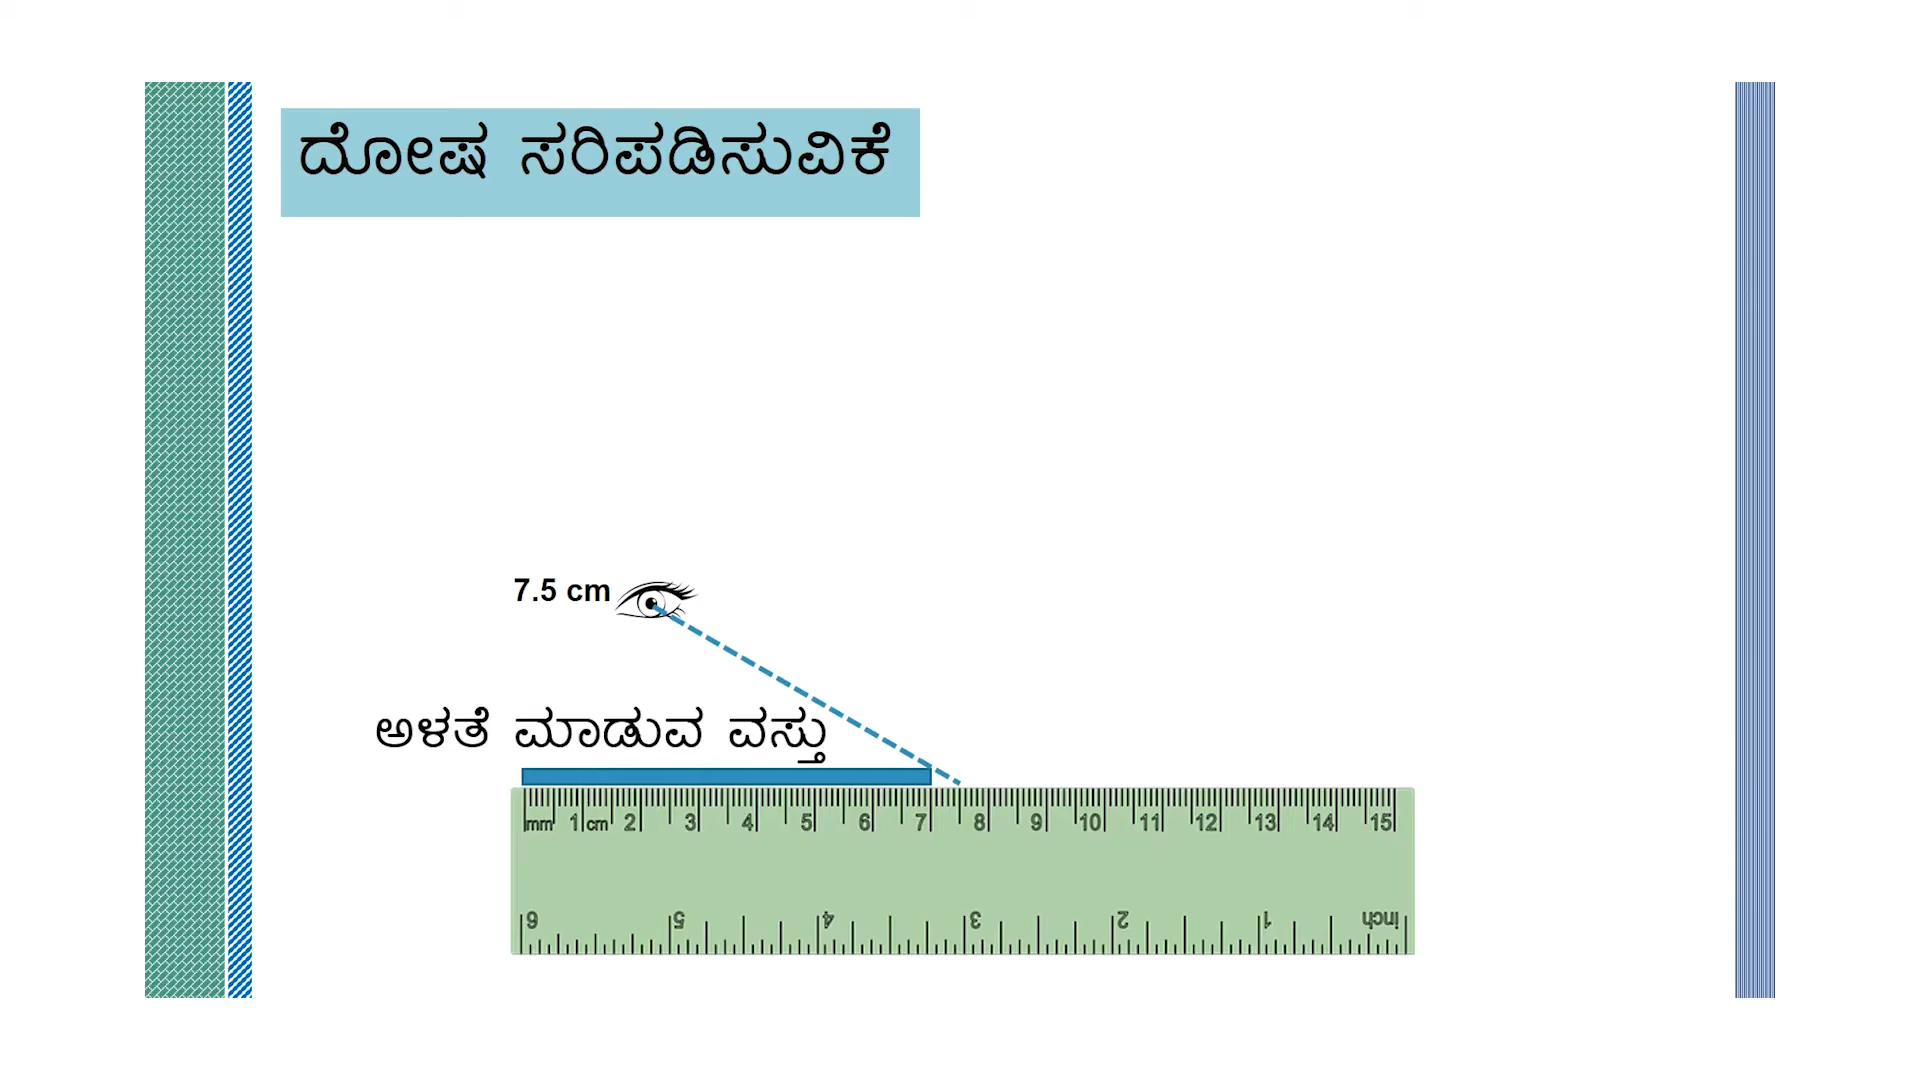 ದೋಷ ಸರಿಪಡಿಸುವಿಕೆ
7.5 cm
ಅಳತೆ ಮಾಡುವ ವಸ್ತು
mm 1 cm 2 3 4 5 6 7 8 9 10 11 12 13 14 15
6 5 4 3 2 1 inch